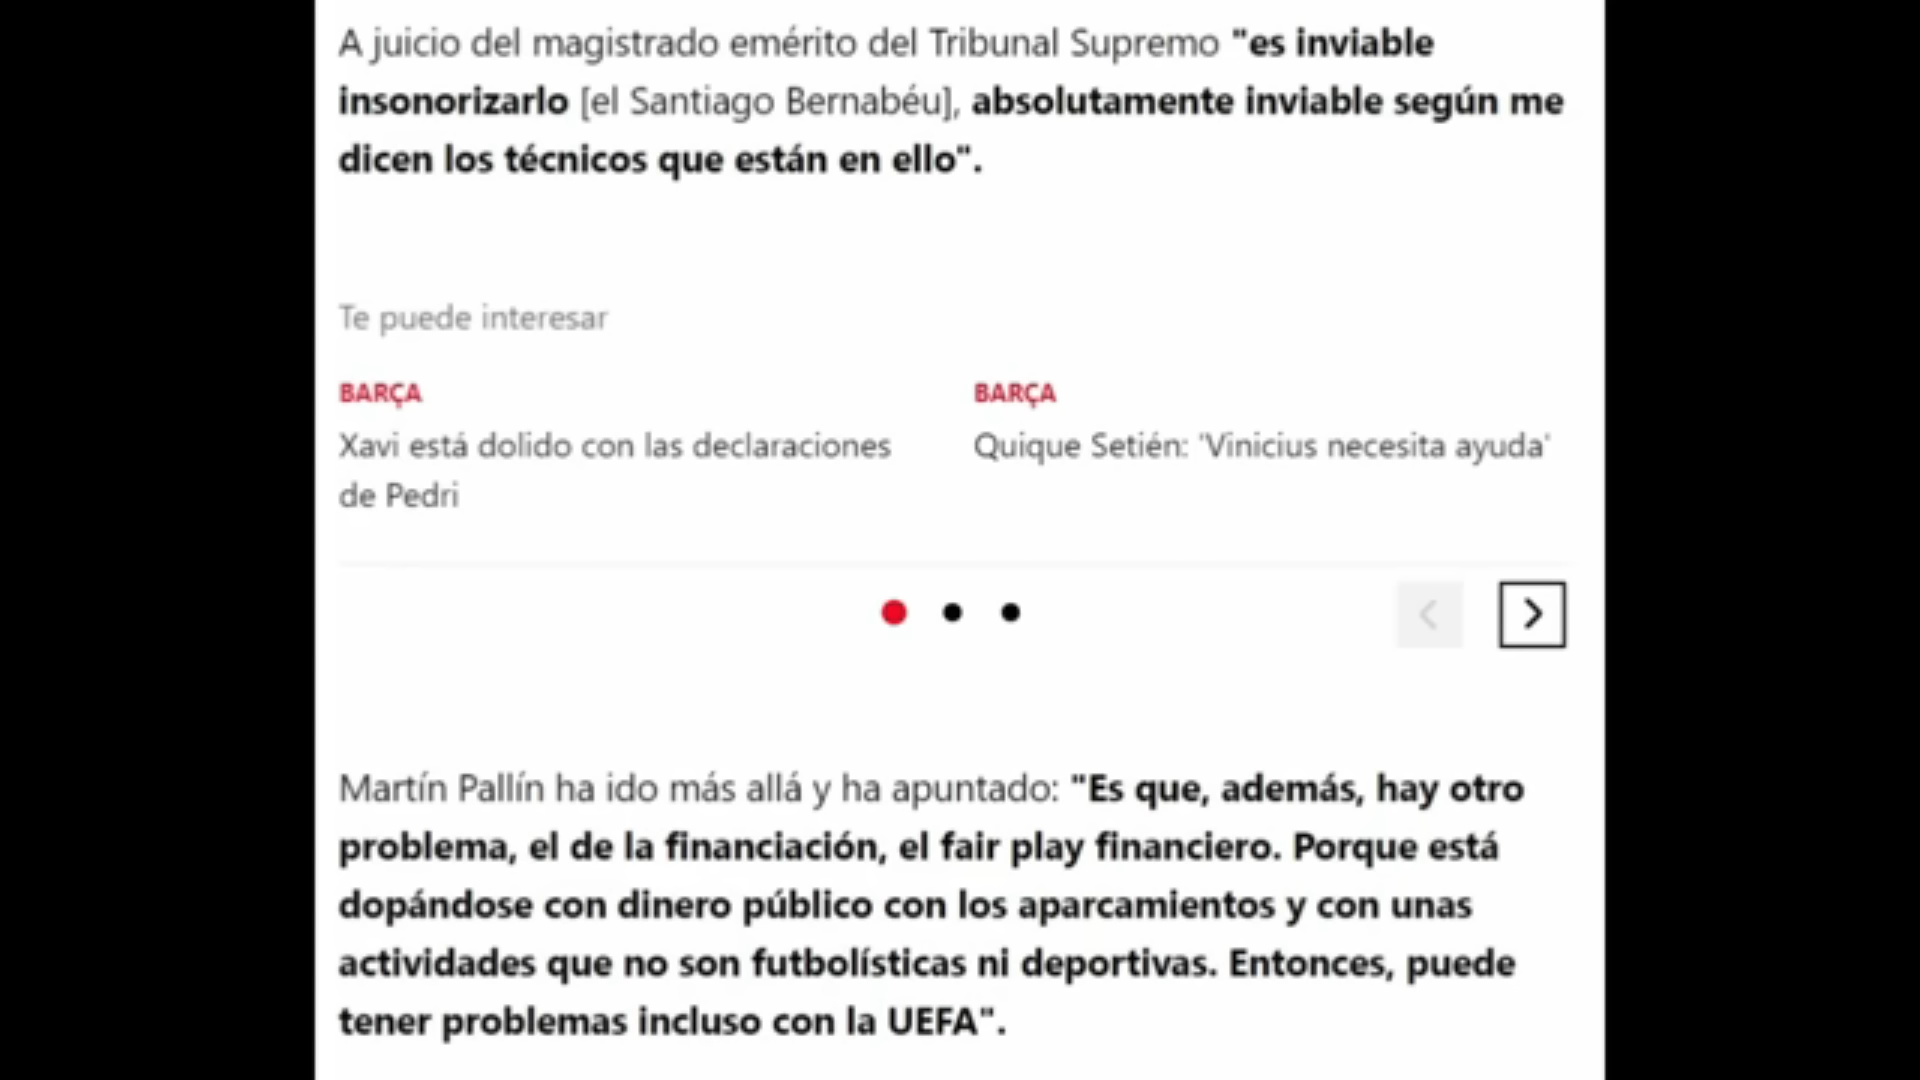 A juicio del magistrado emérito del Tribunal Supremo "es inviable
insonorizarlo [el Santiago Bernabéu], absolutamente inviable según me
dicen los técnicos que están en ello".
Te puede interesar
BARÇA
Xavi está dolido con las declaraciones
de Pedri
BARÇA
Quique Setién: 'Vinicius necesita ayuda'
Martín Pallín ha ido más allá y ha apuntado: "Es que, además, hay otro
problema, el de la financiación, el fair play financiero. Porque está
dopándose con dinero público con los aparcamientos y con unas
actividades que no son futbolísticas ni deportivas. Entonces, puede
tener problemas incluso con la UEFA".